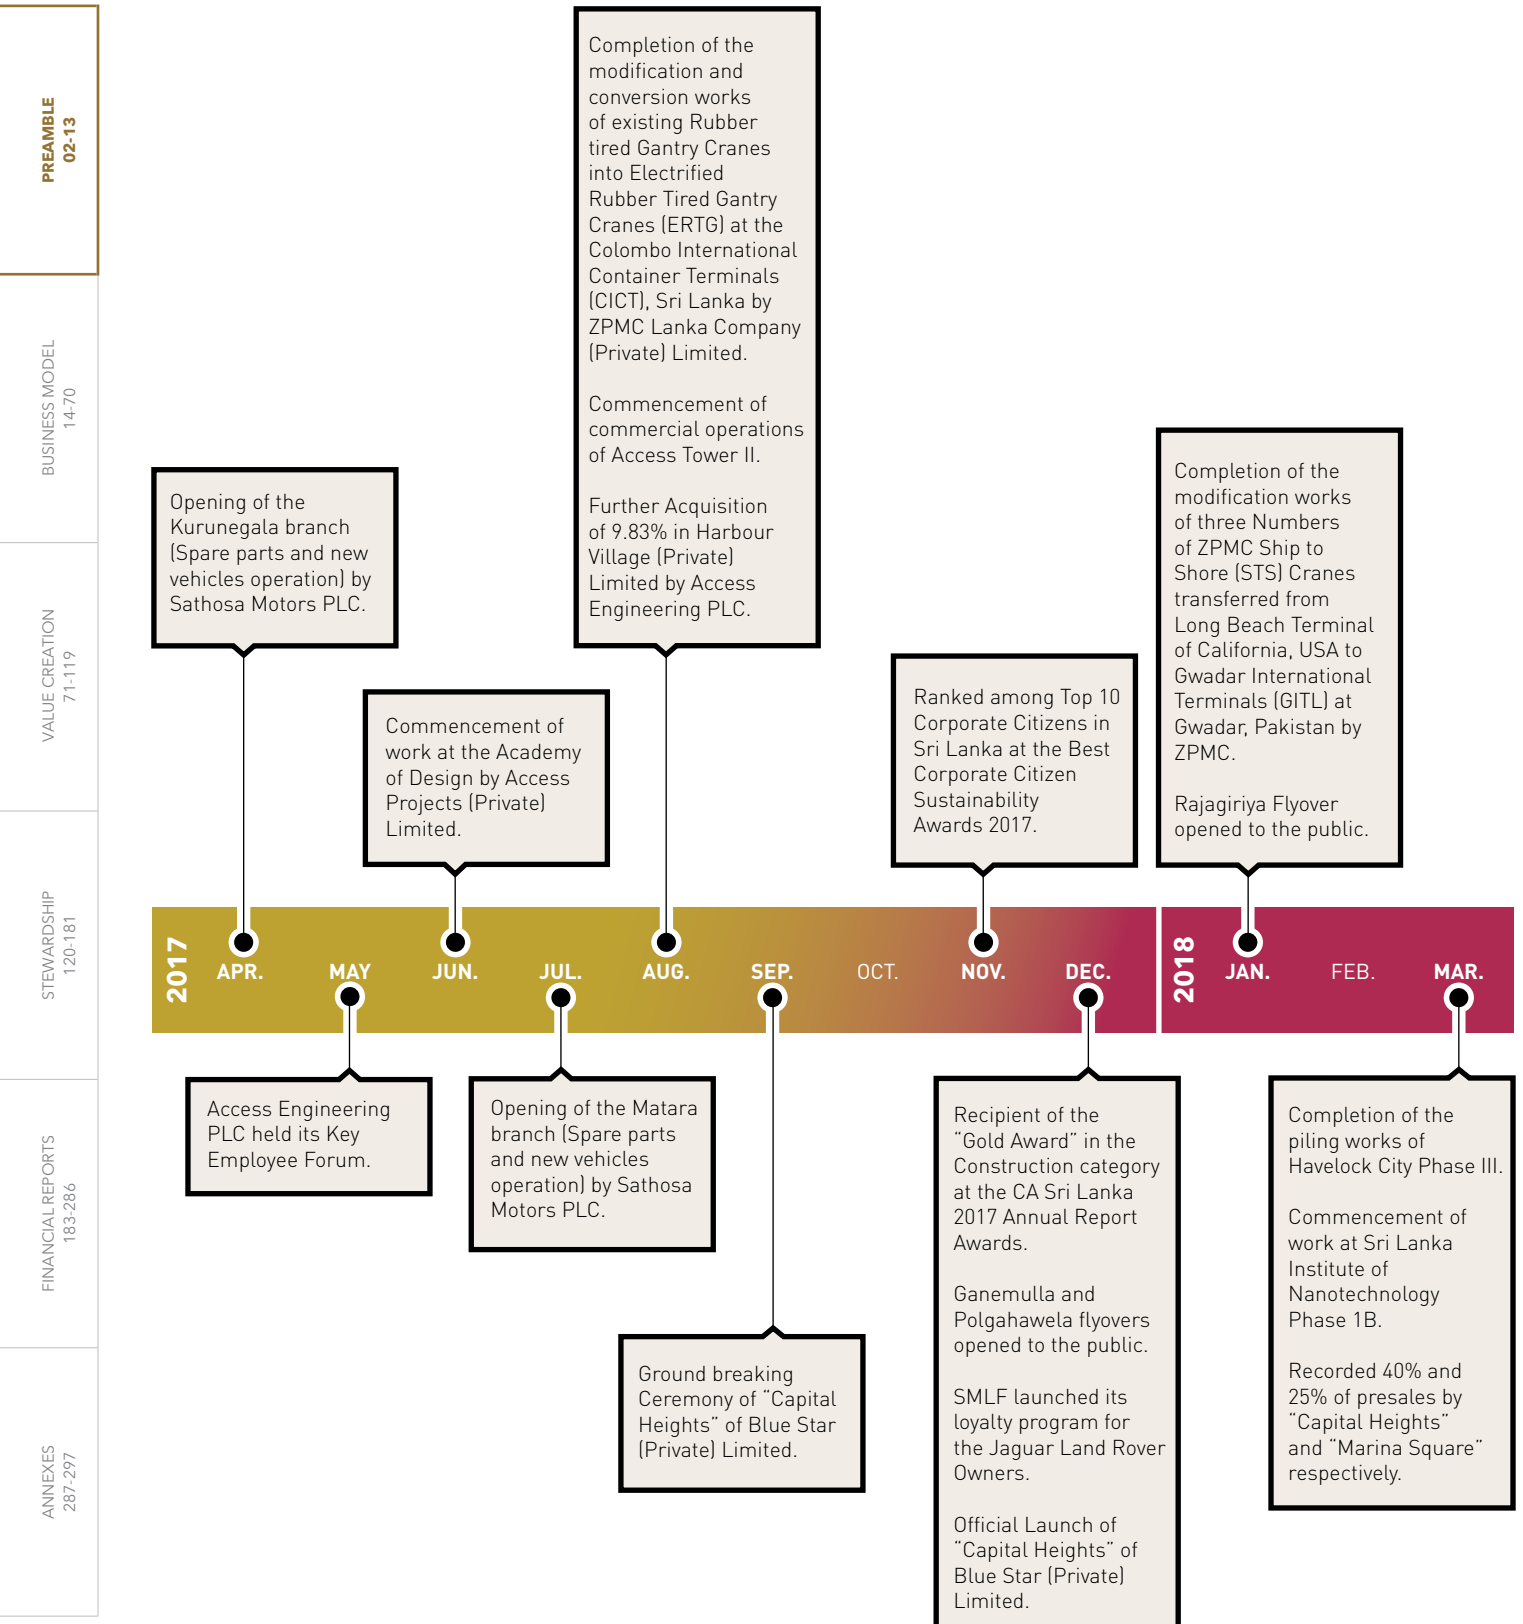 PREAMBLE
02-13
BUSINESS MODEL
14-70
VALUE CREATION
71-119
STEWARDSHIP
120-181
FINANCIAL REPORTS
183-286
ANNEXES
287-297
Opening of the
Kurunegala branch
(Spare parts and new
vehicles operation) by
Sathosa Motors PLC.
Commencement of
work at the Academy
of Design by Access
Projects (Private)
Limited.
Completion of the
modification and
conversion works
of existing Rubber
tired Gantry Cranes
into Electrified
Rubber Tired Gantry
Cranes (ERTG) at the
Colombo International
Container Terminals
(CICT), Sri Lanka by
ZPMC Lanka Company
(Private) Limited.
Commencement of
commercial operations
of Access Tower II.
Further Acquisition
of 9.83% in Harbour
Village (Private)
Limited by Access
Engineering PLC.
Ranked among Top 10
Corporate Citizens in
Sri Lanka at the Best
Corporate Citizen
Sustainability
Awards 2017.
Completion of the
modification works
of three Numbers
of ZPMC Ship to
Shore (STS) Cranes
transferred from
Long Beach Terminal
of California, USA to
Gwadar International
Terminals (GITL) at
Gwadar, Pakistan by
ZPMC.
Rajagiriya Flyover
opened to the public.
2017
APR.
MAY
JUN.
JUL.
AUG.
SEP.
OCT.
NOV.
DEC.
2018
JAN.
FEB.
MAR.
Access Engineering
PLC held its Key
Employee Forum.
Opening of the Matara
branch (Spare parts
and new vehicles
operation) by Sathosa
Motors PLC.
Ground breaking
Ceremony of “Capital
Heights” of Blue Star
(Private) Limited.
Recipient of the
“Gold Award” in the
Construction category
at the CA Sri Lanka
2017 Annual Report
Awards.
Ganemulla and
Polgahawela flyovers
opened to the public.
SMLF launched its
loyalty program for
the Jaguar Land Rover
Owners.
Official Launch of
“Capital Heights” of
Blue Star (Private)
Limited.
Completion of the
piling works of
Havelock City Phase III.
Commencement of
work at Sri Lanka
Institute of
Nanotechnology
Phase 1B.
Recorded 40% and
25% of presales by
“Capital Heights”
and “Marina Square”
respectively.